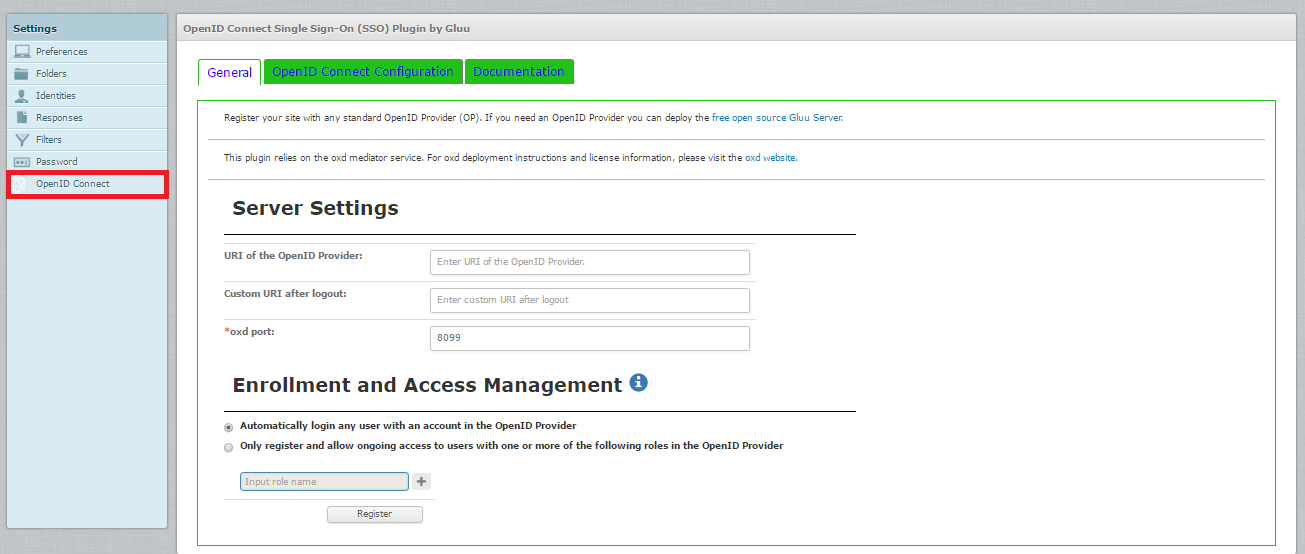 Settings
Preferences
Folders
Identities
Responses
Filters
Password
OpenID Connect
OpenID Connect Single Sign-On (SSO) Plugin by Gluu
General
OpenID Connect Configuration
Documentation
Register your site with any standard OpenID Provider (OP). If you need an OpenID Provider you can deploy the free open source Gluu Server.
This plugin relies on the oxd mediator service. For oxd deployment instructions and license information, please visit the oxd website.
Server Settings
URI of the OpenID Provider:
Enter URI of the OpenID Provider.
Custom URI after logout:
Enter custom URI after logout
*oxd port:
8099
Enrollment and Access Management
Automatically login any user with an account in the OpenID Provider
Only register and allow ongoing access to users with one or more of the following roles in the OpenID Provider
Input role name
Register